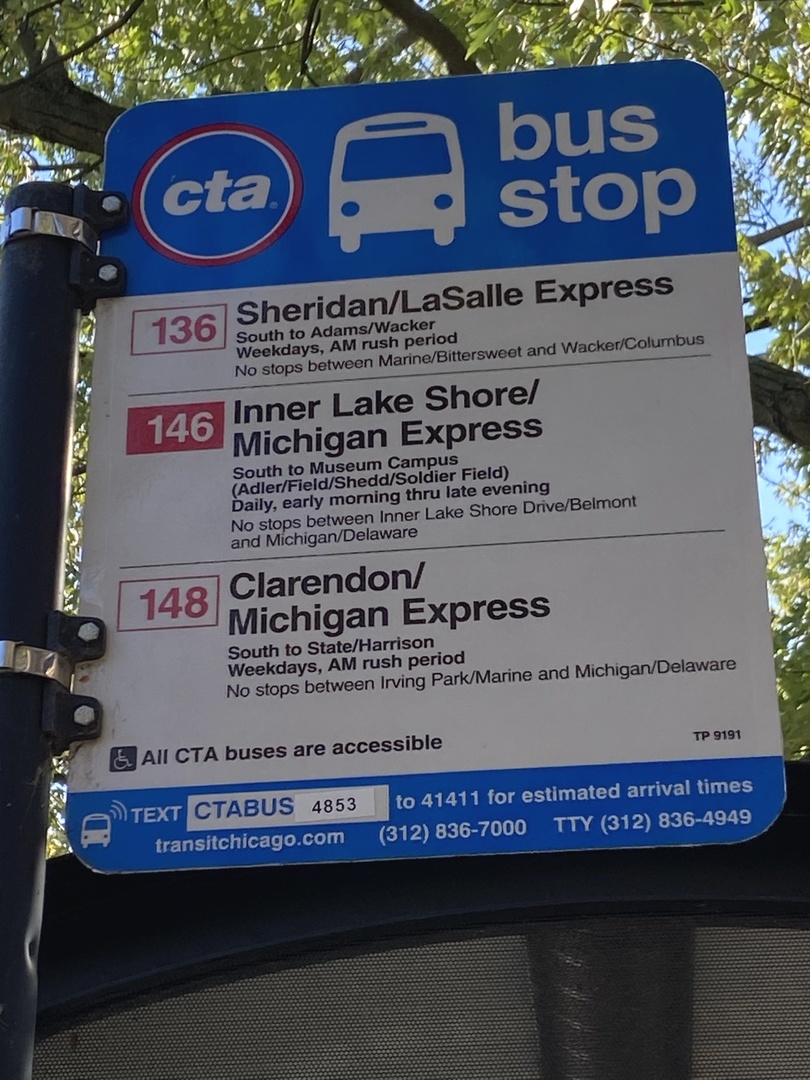 cta
bus
stop
136 Sheridan/LaSalle Express
South to Adams/Wacker
Weekdays, AM rush period
No stops between Marine/Bittersweet and Wacker/Columbus
146 Inner Lake Shore/
Michigan Express
South to Museum Campus
(Adler/Field/Shedd/Soldier Field)
Daily, early morning thru late evening
No stops between Inner Lake Shore Drive/Belmont
and Michigan/Delaware
148 Clarendon/
Michigan Express
South to State/Harrison
Weekdays, AM rush period
No stops between Irving Park/Marine and Michigan/Delaware
All CTA buses are accessible
TP 9191
TEXT CTABUS 4853 to 41411 for estimated arrival times
transitchicago.com (312) 836-7000 TTY (312) 836-4949